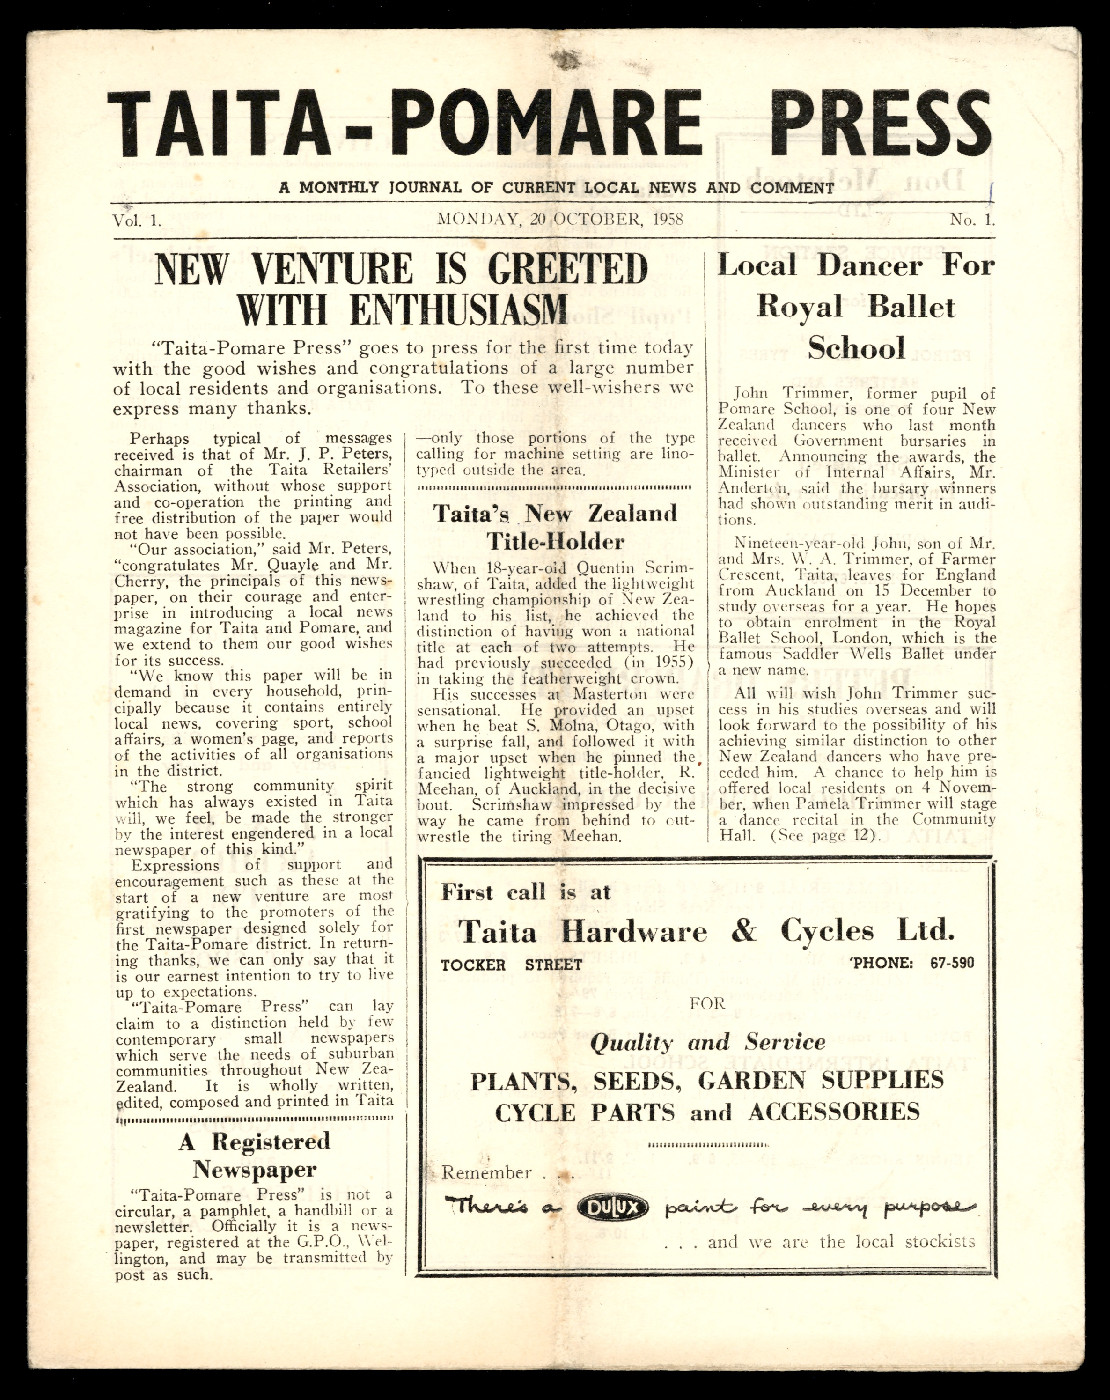 TAITA-POMARE PRESS
A MONTHLY JOURNAL OF CURRENT LOCAL NEWS AND COMMENT
Vol. 1. MONDAY, 20 OCTOBER, 1958 No. 1.
NEW VENTURE IS GREETED
WITH ENTHUSIASM
"Taita-Pomare Press" goes to press for the first time today
with the good wishes and congratulations of a large number
of local residents and organisations. To these well-wishers we
express many thanks.
Perhaps typical of messages
received is that of Mr. J. P. Peters,
chairman of the Taita Retailers'
Association, without whose support
and co-operation the printing and
free distribution of the paper would
not have been possible.
"Our association," said Mr. Peters,
"congratulates Mr. Quayle and Mr.
Cherry, the principals of this news-
paper, on their courage and enter-
prise in introducing a local news
magazine for Taita and Pomare, and
we extend to them our good wishes
for its success.
"We know this paper will be in
demand in every household, prin-
cipally because it contains entirely
local news, covering sport, school
affairs, a women's page, and reports
of the activities of all organisations
in the district.
"The strong community spirit
which has always existed in Taita
will, we feel, be made the stronger
by the interest engendered in a local
newspaper of this kind."
Expressions of support and
encouragement such as these at the
start of a new venture are most
gratifying to the promoters of the
first newspaper designed solely for
the Taita-Pomare district. In return-
ing thanks, we can only say that it
is our earnest intention to try to live
up to expectations.
"Taita-Pomare Press" can lay
claim to a distinction held by few
contemporary small newspapers
which serve the needs of suburban
communities throughout New Zea-
Zealand. It is wholly written,
edited, composed and printed in Taita
—only those portions of the type
calling for machine setting are lino-
typed outside the area.
A Registered
Newspaper
"Taita-Pomare Press" is not a
circular, a pamphlet, a handbill or a
newsletter. Officially it is a news-
paper, registered at the G.P.O., Wel-
lington, and may be transmitted by
post as such.
Taita's New Zealand
Title-Holder
When 18-year-old Quentin Scrim-
shaw, of Taita, added the lightweight
wrestling championship of New Zea-
land to his list, he achieved the
distinction of having won a national
title at each of two attempts. He
had previously succeeded (in 1955)
in taking the featherweight crown.
His successes at Masterton were
sensational. He provided an upset
when he beat S. Molna, Otago, with
a surprise fall, and followed it with
a major upset when he pinned the
fancied lightweight title-holder, R.
Meehan, of Auckland, in the decisive
bout. Scrimshaw impressed by the
way he came from behind to out-
wrestle the tiring Meehan.
Local Dancer For
Royal Ballet
School
John Trimmer, former pupil of
Pomare School, is one of four New
Zealand dancers who last month
received Government bursaries in
ballet. Announcing the awards, the
Minister of Internal Affairs, Mr.
Anderton, said the bursary winners
had shown outstanding merit in audi-
tions.
Nineteen-year-old John, son of Mr.
and Mrs. W. A. Trimmer, of Farmer
Crescent, Taita, leaves for England
from Auckland on 15 December to
study overseas for a year. He hopes
to obtain enrolment in the Royal
Ballet School, London, which is the
famous Saddler Wells Ballet under
a new name.
All will wish John Trimmer suc-
cess in his studies overseas and will
look forward to the possibility of his
achieving similar distinction to other
New Zealand dancers who have pre-
ceded him. A chance to help him is
offered local residents on 4 Novem-
ber, when Pamela Trimmer will stage
a dance recital in the Community
Hall. (See page 12).
First call is at
Taita Hardware & Cycles Ltd.
TOCKER STREET 'PHONE: 67-590
FOR
Quality and Service
PLANTS, SEEDS, GARDEN SUPPLIES
CYCLE PARTS and ACCESSORIES
Remember . . .
There's a DULUX paint for every purpose
. . . and we are the local stockists